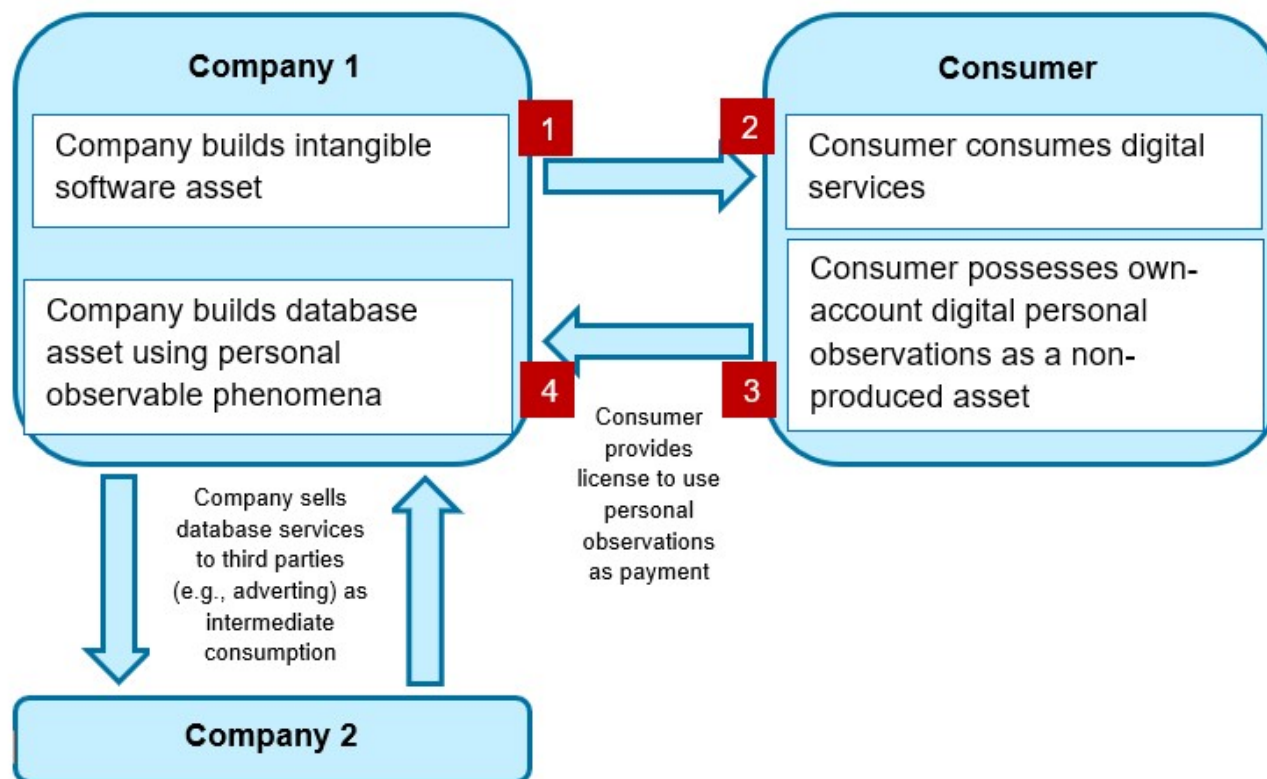 Company 1
Company builds intangible
software asset
1
2
Consumer
Consumer consumes digital
services
Company builds database
asset using personal
observable phenomena
4
3
Consumer possesses own-
account digital personal
observations as a non-
produced asset
Consumer
provides
license to use
personal
observations
as payment
Company sells
database services
to third parties
(e.g., adverting) as
intermediate
consumption
Company 2